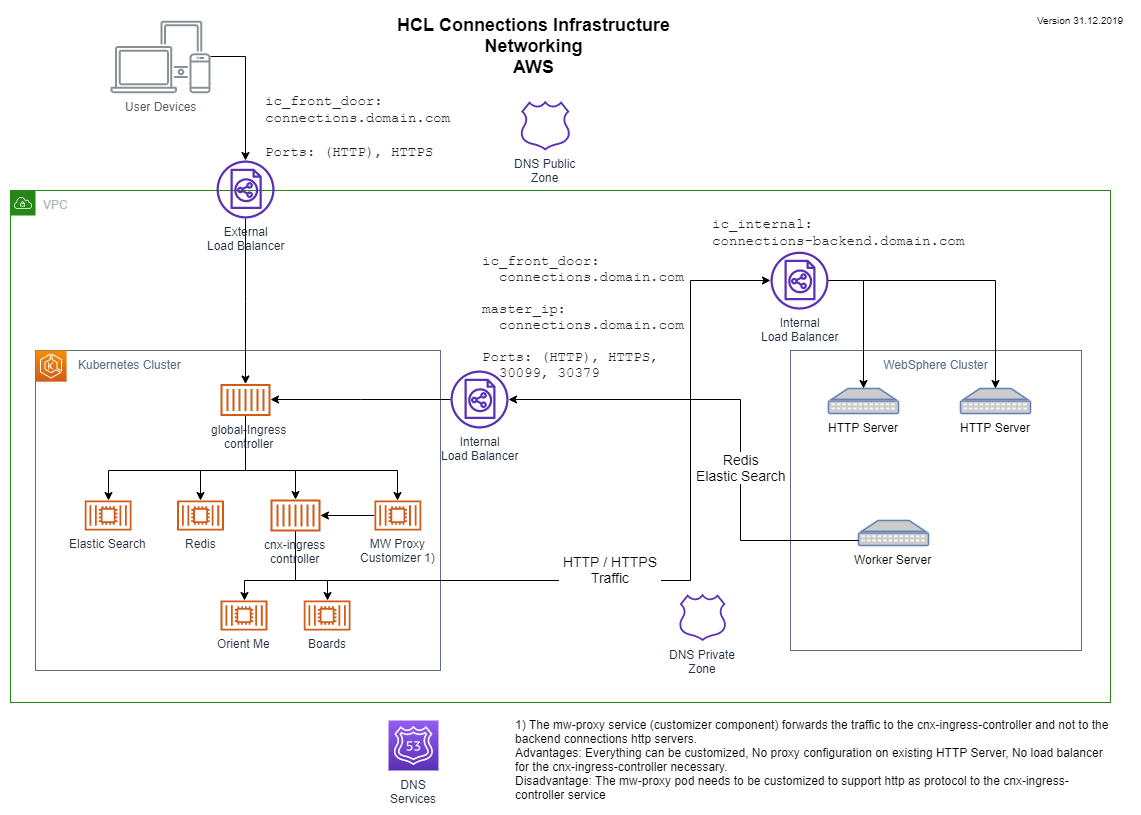 HCL Connections Infrastructure
Networking
AWS
Version 31.12.2019
User Devices
ic_front_door:
connections.domain.com
Ports: (HTTP), HTTPS
DNS Public
Zone
VPC
External
Load Balancer
ic_internal:
connections-backend.domain.com
ic_front_door:
connections.domain.com
master_ip:
connections.domain.com
Ports: (HTTP), HTTPS,
30099, 30379
Internal
Load Balancer
Kubernetes Cluster
WebSphere Cluster
global-Ingress
controller
Internal
Load Balancer
HTTP Server
HTTP Server
Redis
Elastic Search
Elastic Search
Redis
cnx-ingress
controller
MW Proxy
Customizer 1)
HTTP / HTTPS
Traffic
Worker Server
Orient Me
Boards
DNS Private
Zone
53
DNS
Services
1) The mw-proxy service (customizer component) forwards the traffic to the cnx-ingress-controller and not to the
backend connections http servers.
Advantages: Everything can be customized, No proxy configuration on existing HTTP Server, No load balancer
for the cnx-ingress-controller necessary.
Disadvantage: The mw-proxy pod needs to be customized to support http as protocol to the cnx-ingress-
controller service